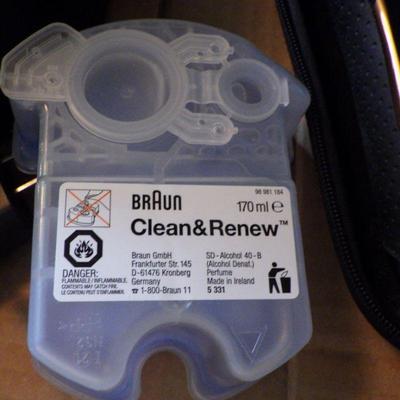 98 981 184
BRAUN
170 ml e
Clean&Renew™
DANGER:
FLAMMABLE/INFLAMMABLE.
CONTENTS MAY CATCH FIRE.
LE CONTENU PEUT S'ENFLAMMER.
Braun GmbH
Frankfurter Str. 145
D-61476 Kronberg
Germany
☎ 1-800-Braun 11
SD-Alcohol 40-B
(Alcohol Denat.)
Perfume
Made in Ireland
5 331